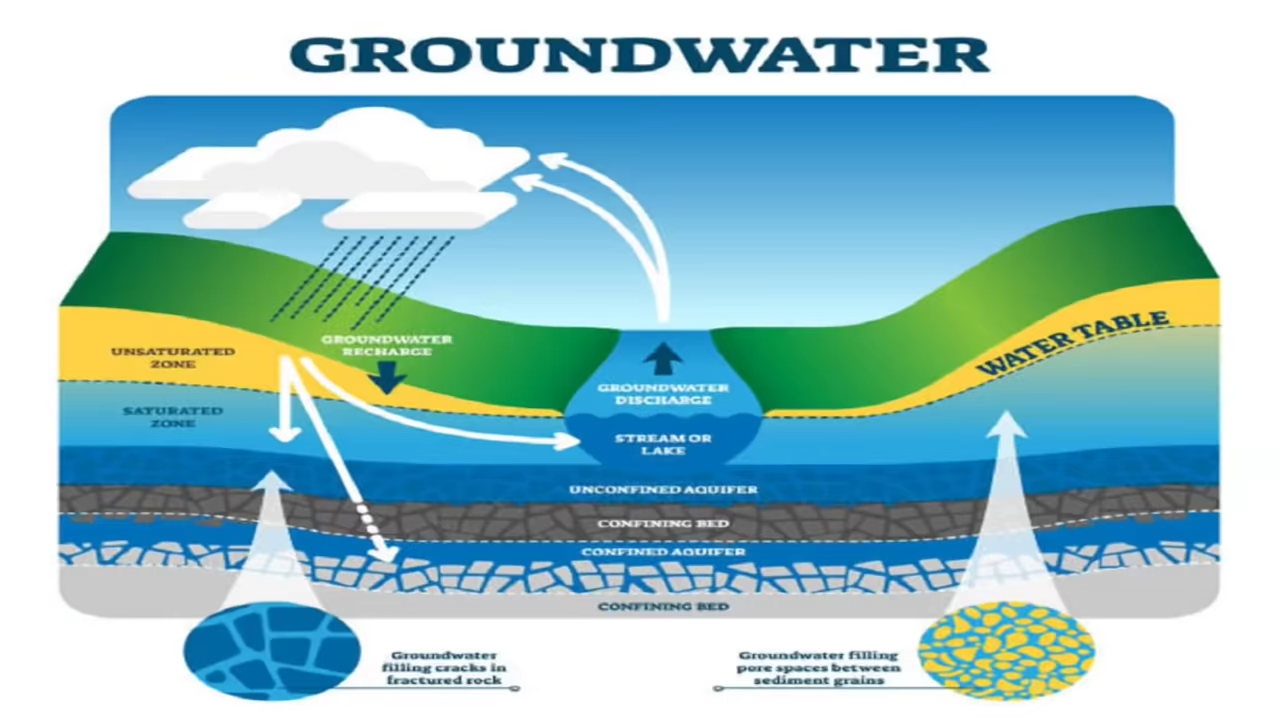 GROUNDWATER
GROUNDWATER
RECHARGE
UNSATURATED
ZONE
WATER TABLE
GROUNDWATER
DISCHARGE
SATURATED
ZONE
STREAM OR
LAKE
UNCONFINED AQUIFER
CONFINING BED
CONFINED AQUIFER
CONFINING BED
Groundwater
filling cracks in
fractured rock
Groundwater filling
pore spaces between
sediment grains